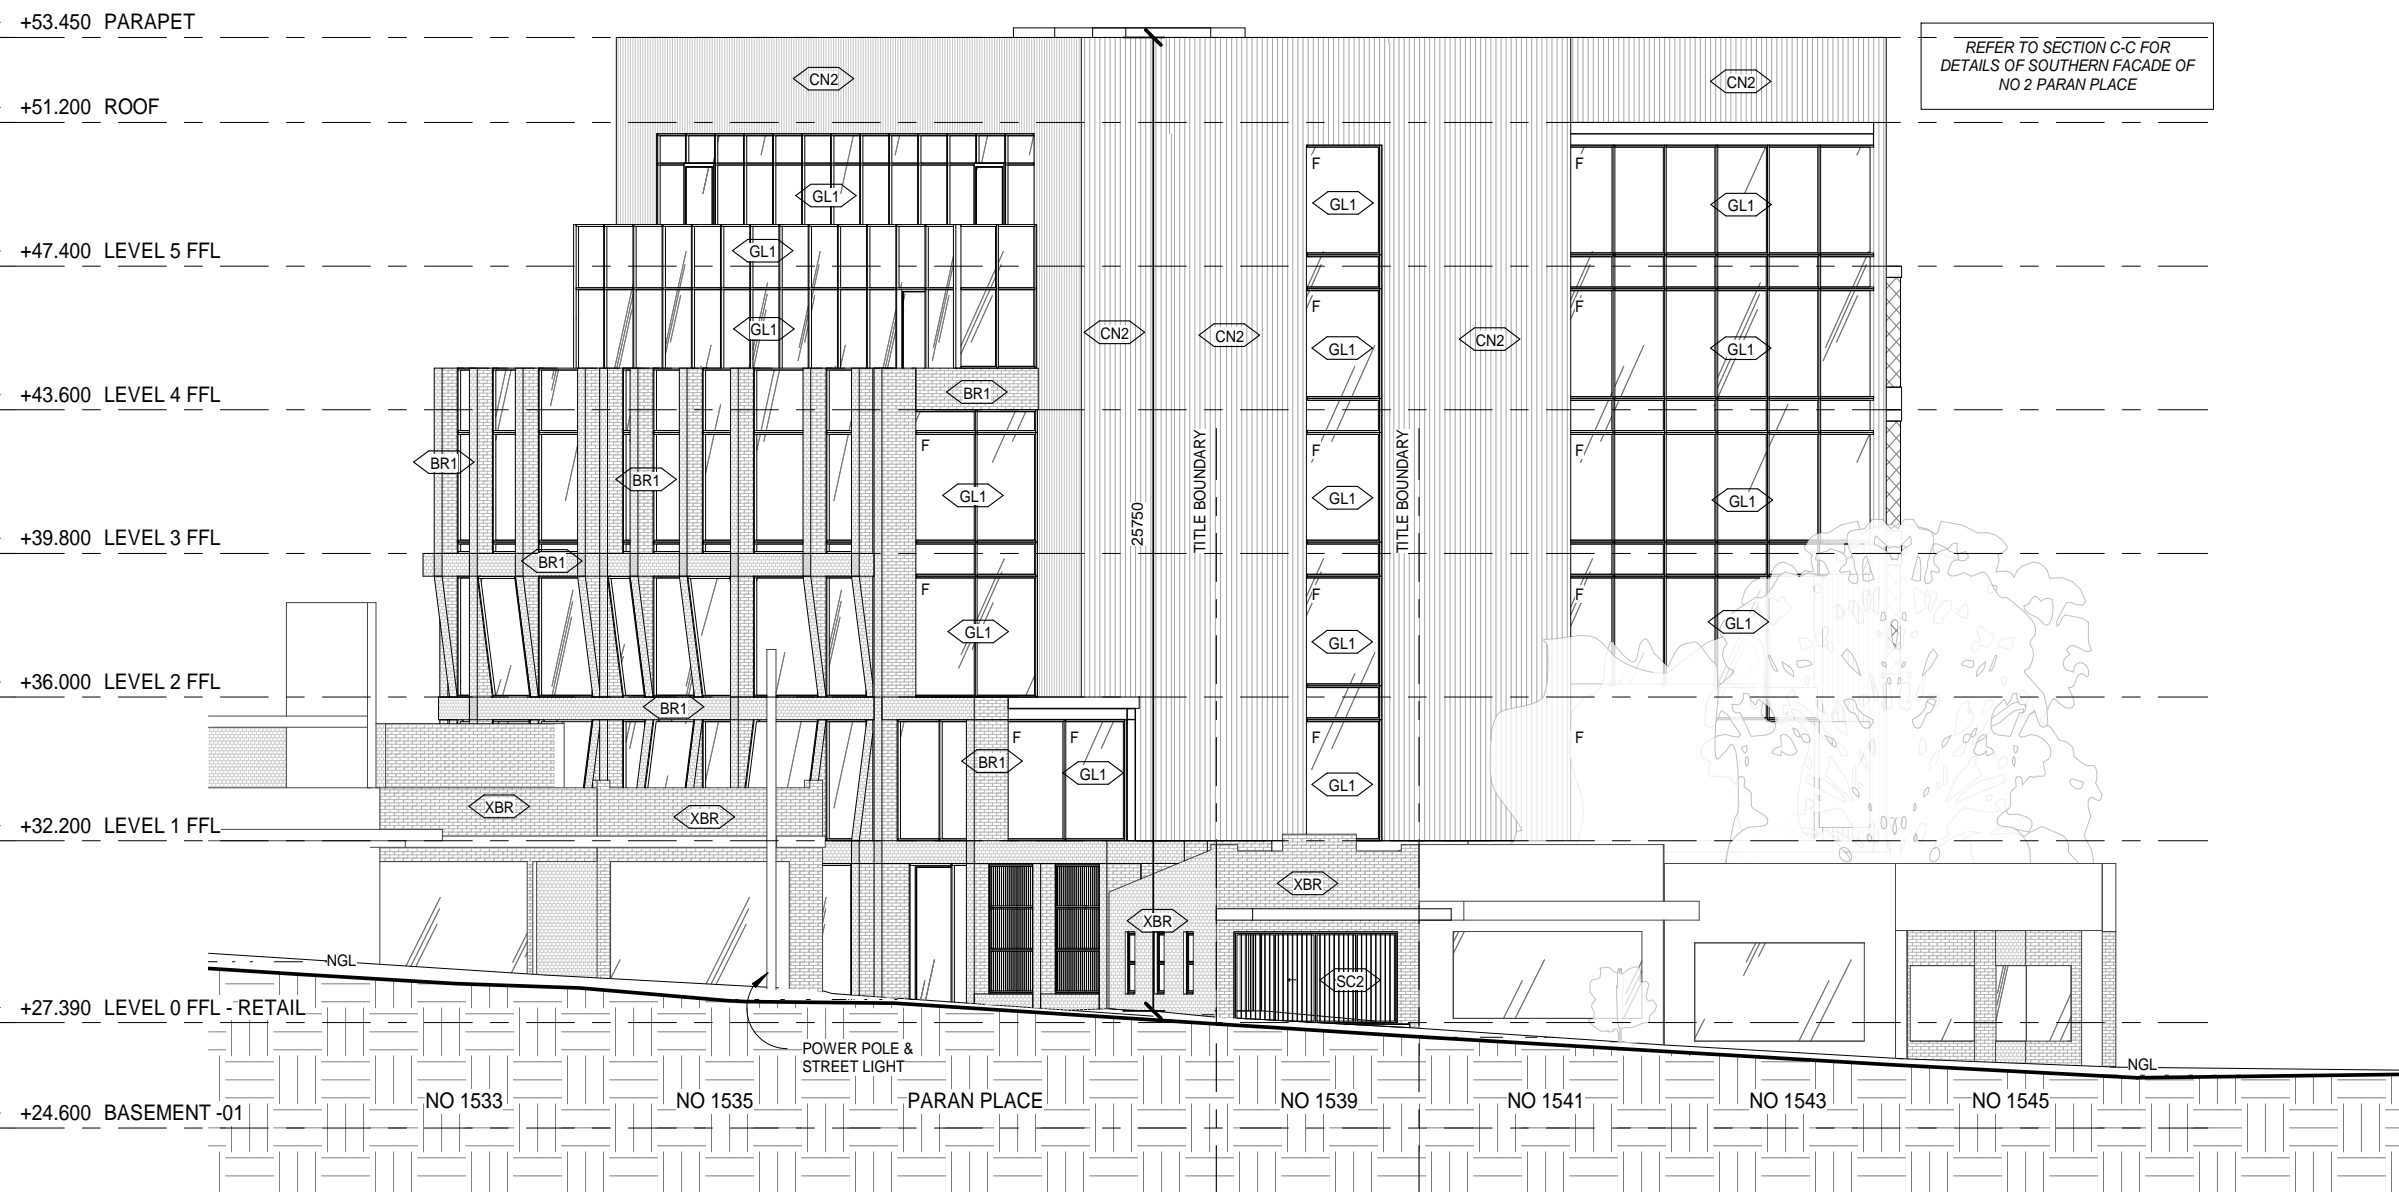 +53.450 PARAPET
REFER TO SECTION C-C FOR
DETAILS OF SOUTHERN FACADE OF
NO 2 PARAN PLACE
CN2
CN2
+51.200 ROOF
F
F
GL1
GL1
GL1
+47.400 LEVEL 5 FFL
GL1
F
F
GL1
CN2
CN2
CN2
GL1
GL1
+43.600 LEVEL 4 FFL
BR1
F
F
F
BR1
BR1
GL1
GL1
GL1
TITLE BOUNDARY
TITLE BOUNDARY
25750
+39.800 LEVEL 3 FFL
BR1
F
F
F
GL1
GL1
GL1
+36.000 LEVEL 2 FFL
BR1
F
F
F
F
BR1
GL1
GL1
XBR
XBR
+32.200 LEVEL 1 FFL
XBR
XBR
NGL
SC2
+27.390 LEVEL 0 FFL - RETAIL
POWER POLE &
STREET LIGHT
NGL
NO 1533
NO 1535
PARAN PLACE
NO 1539
NO 1541
NO 1543
NO 1545
+24.600 BASEMENT -01